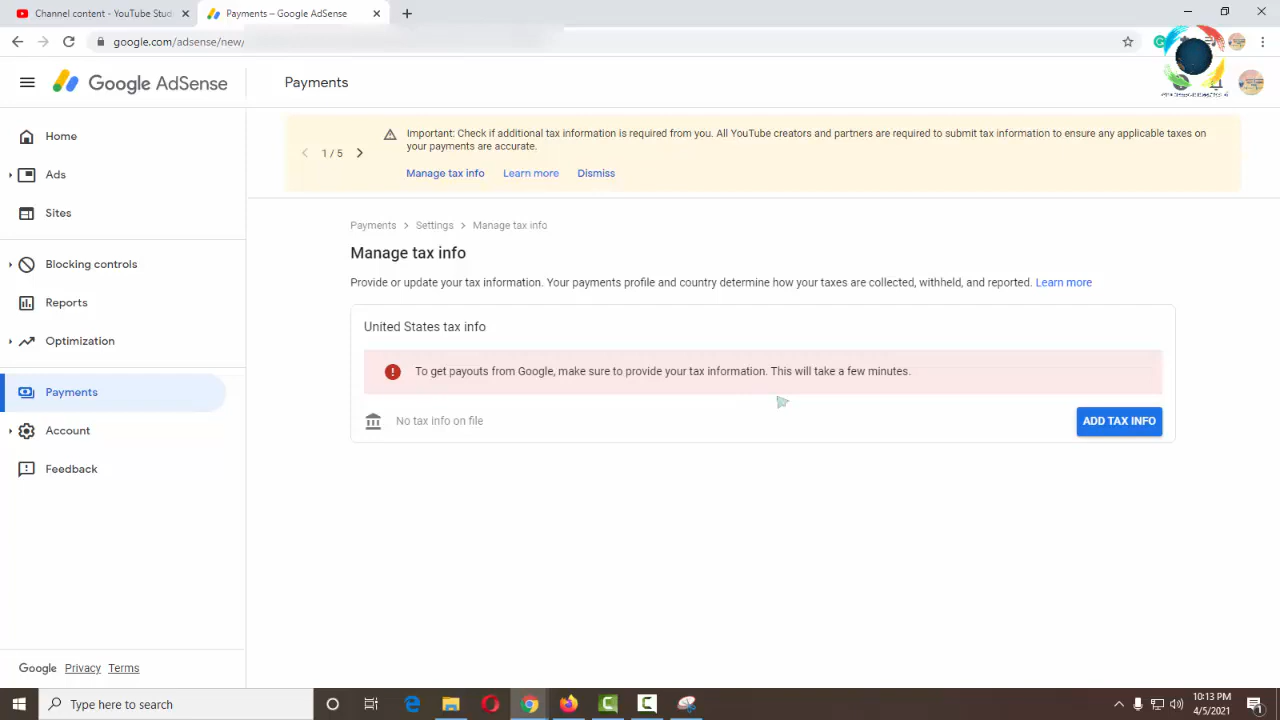 Channel content - YouTube Stud
Payments – Google AdSense
google.com/adsense/new/
Google AdSense
Payments
Home
Ads
Sites
Blocking controls
Reports
Optimization
Payments
Account
Feedback
Google Privacy Terms
1 / 5
Important: Check if additional tax information is required from you. All YouTube creators and partners are required to submit tax information to ensure any applicable taxes on
your payments are accurate.
Manage tax info Learn more Dismiss
Payments > Settings > Manage tax info
Manage tax info
Provide or update your tax information. Your payments profile and country determine how your taxes are collected, withheld, and reported. Learn more
United States tax info
To get payouts from Google, make sure to provide your tax information. This will take a few minutes.
No tax info on file
ADD TAX INFO
Type here to search
10:13 PM
4/5/2021